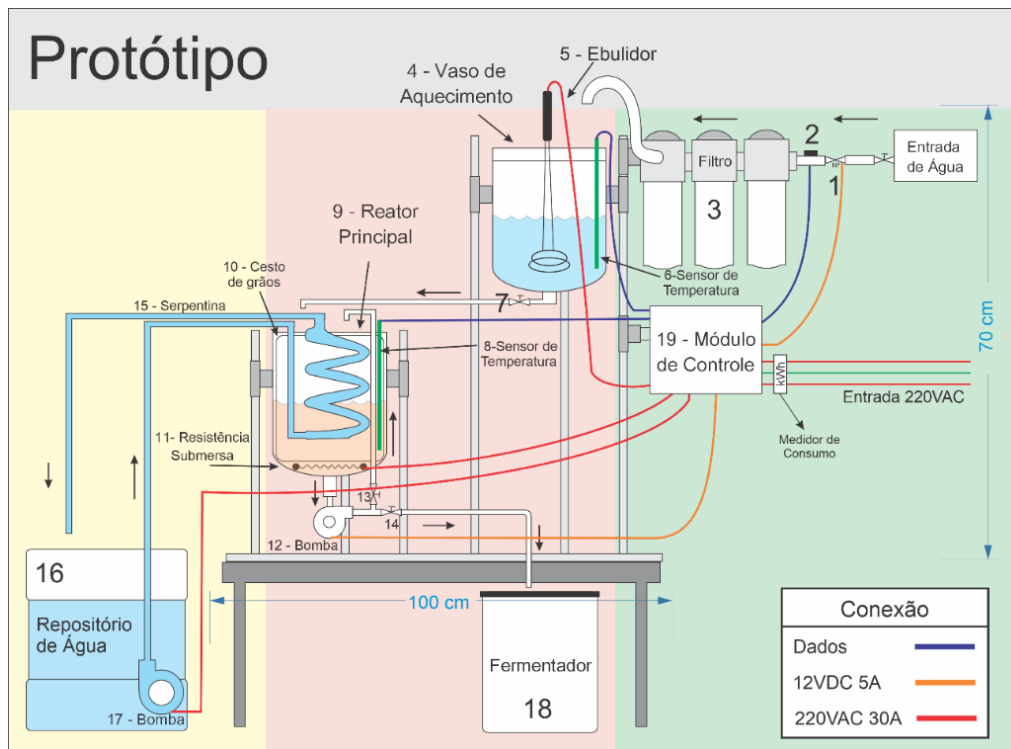 Protótipo
5 - Ebulidor
4 - Vaso de
Aquecimento
2
Entrada
de Água
Filtro
NF
1
3
9 - Reator
Principal
10 - Cesto
de grãos
6-Sensor de
Temperatura
7
15 - Serpentina
8-Sensor de
Temperatura
19 - Módulo
de Controle
70 cm
kWh
Entrada 220VAC
Medidor de
Consumo
11- Resistência
Submersa
13
14
12 - Bomba
16
100 cm
Repositório
de Água
Fermentador
18
17 - Bomba
Conexão
Dados
12VDC 5A
220VAC 30A